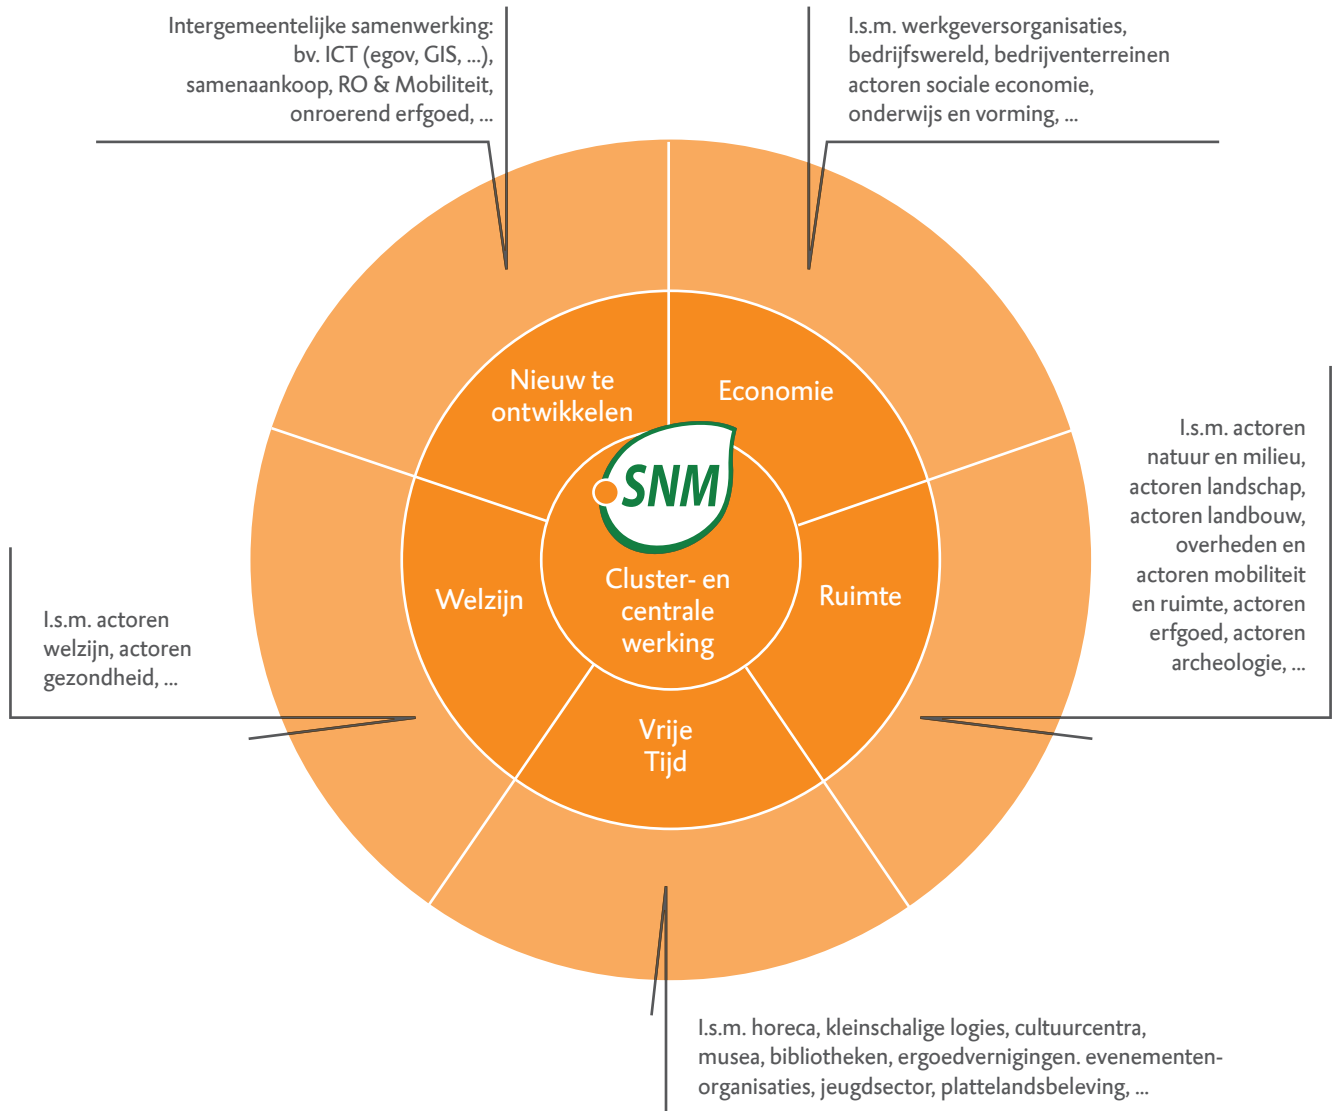 Intergemeentelijke samenwerking:
bv. ICT (egov, GIS, ...),
samenaankoop, RO & Mobiliteit,
onroerend erfgoed, ...
I.s.m. werkgeversorganisaties,
bedrijfswereld, bedrijventerreinen
actoren sociale economie,
onderwijs en vorming, ...
Nieuw te
ontwikkelen
Economie
SNM
Cluster- en
centrale
werking
Welzijn
Ruimte
Vrije
Tijd
I.s.m. actoren
natuur en milieu,
actoren landschap,
actoren landbouw,
overheden en
actoren mobiliteit
en ruimte, actoren
erfgoed, actoren
archeologie, ...
I.s.m. actoren
welzijn, actoren
gezondheid, ...
I.s.m. horeca, kleinschalige logies, cultuurcentra,
musea, bibliotheken, ergoedvernigingen. evenementen-
organisaties, jeugdsector, plattelandsbeleving, ...